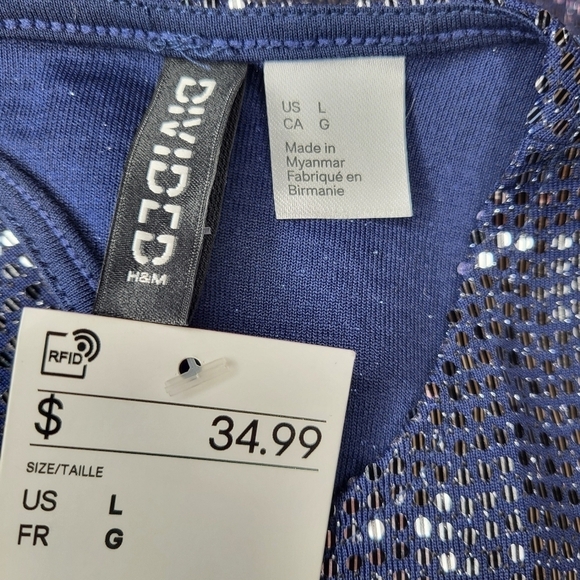 DIVIDED
H&M
US L
CA G
Made in
Myanmar
Fabriqué en
Birmanie
RFID
$ 34.99
SIZE/TAILLE
US L
FR G